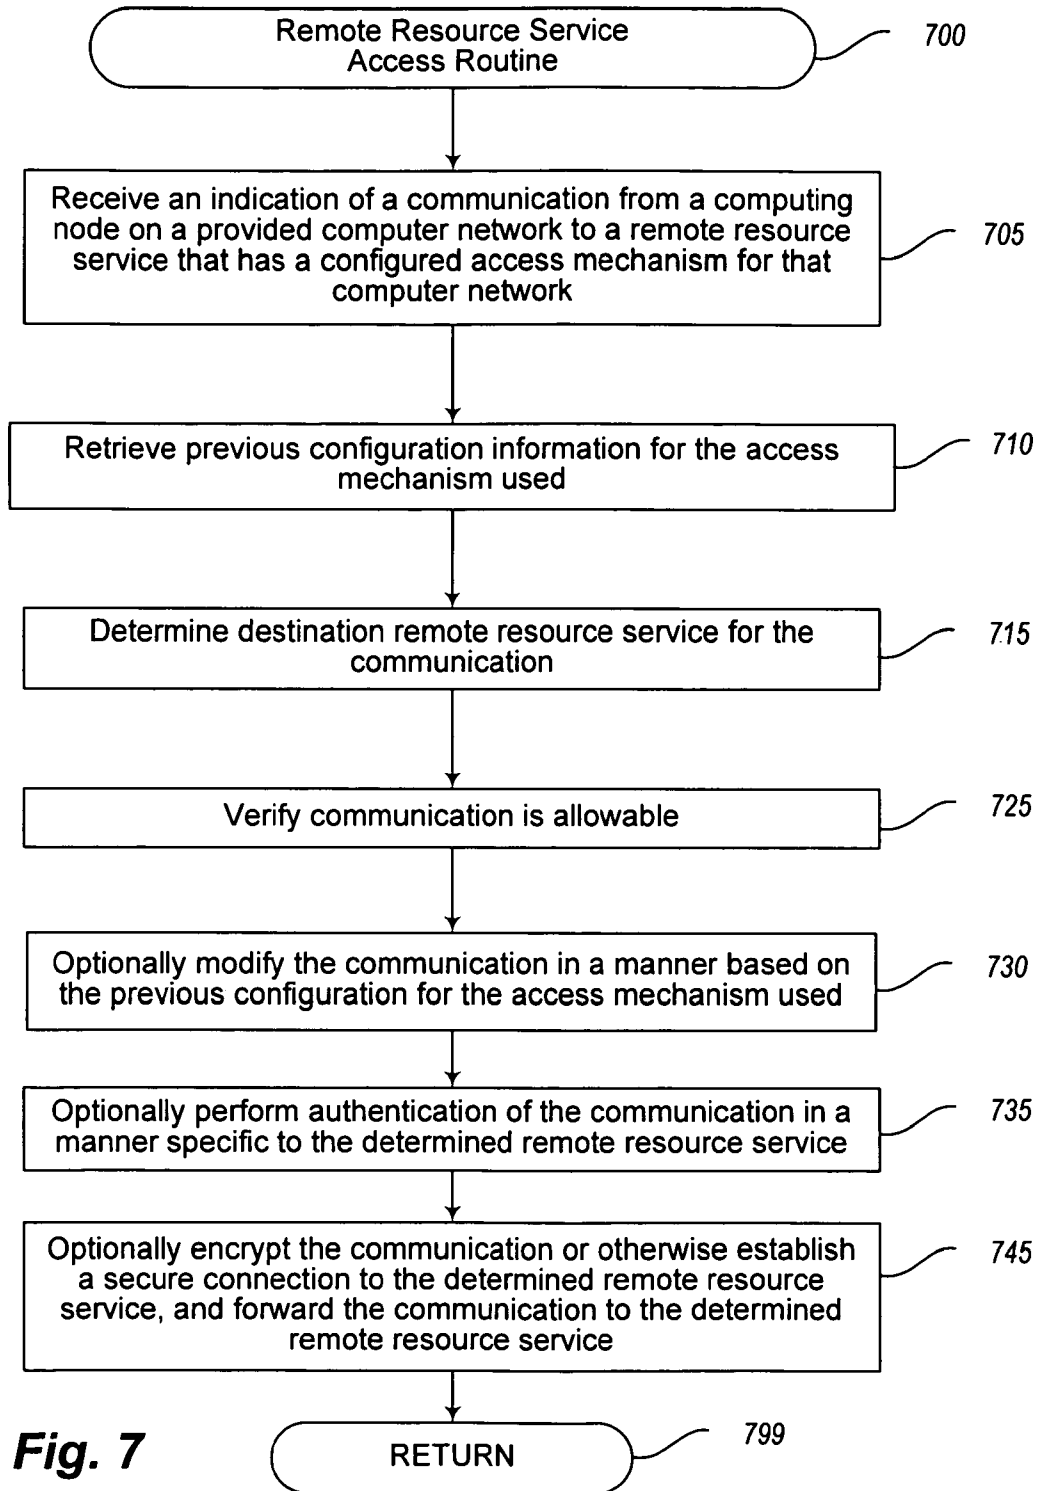 Remote Resource Service
Access Routine
700
Receive an indication of a communication from a computing
node on a provided computer network to a remote resource
service that has a configured access mechanism for that
computer network
705
Retrieve previous configuration information for the access
mechanism used
710
Determine destination remote resource service for the
communication
715
Verify communication is allowable
725
Optionally modify the communication in a manner based on
the previous configuration for the access mechanism used
730
Optionally perform authentication of the communication in a
manner specific to the determined remote resource service
735
Optionally encrypt the communication or otherwise establish
a secure connection to the determined remote resource
service, and forward the communication to the determined
remote resource service
745
RETURN
799
Fig. 7